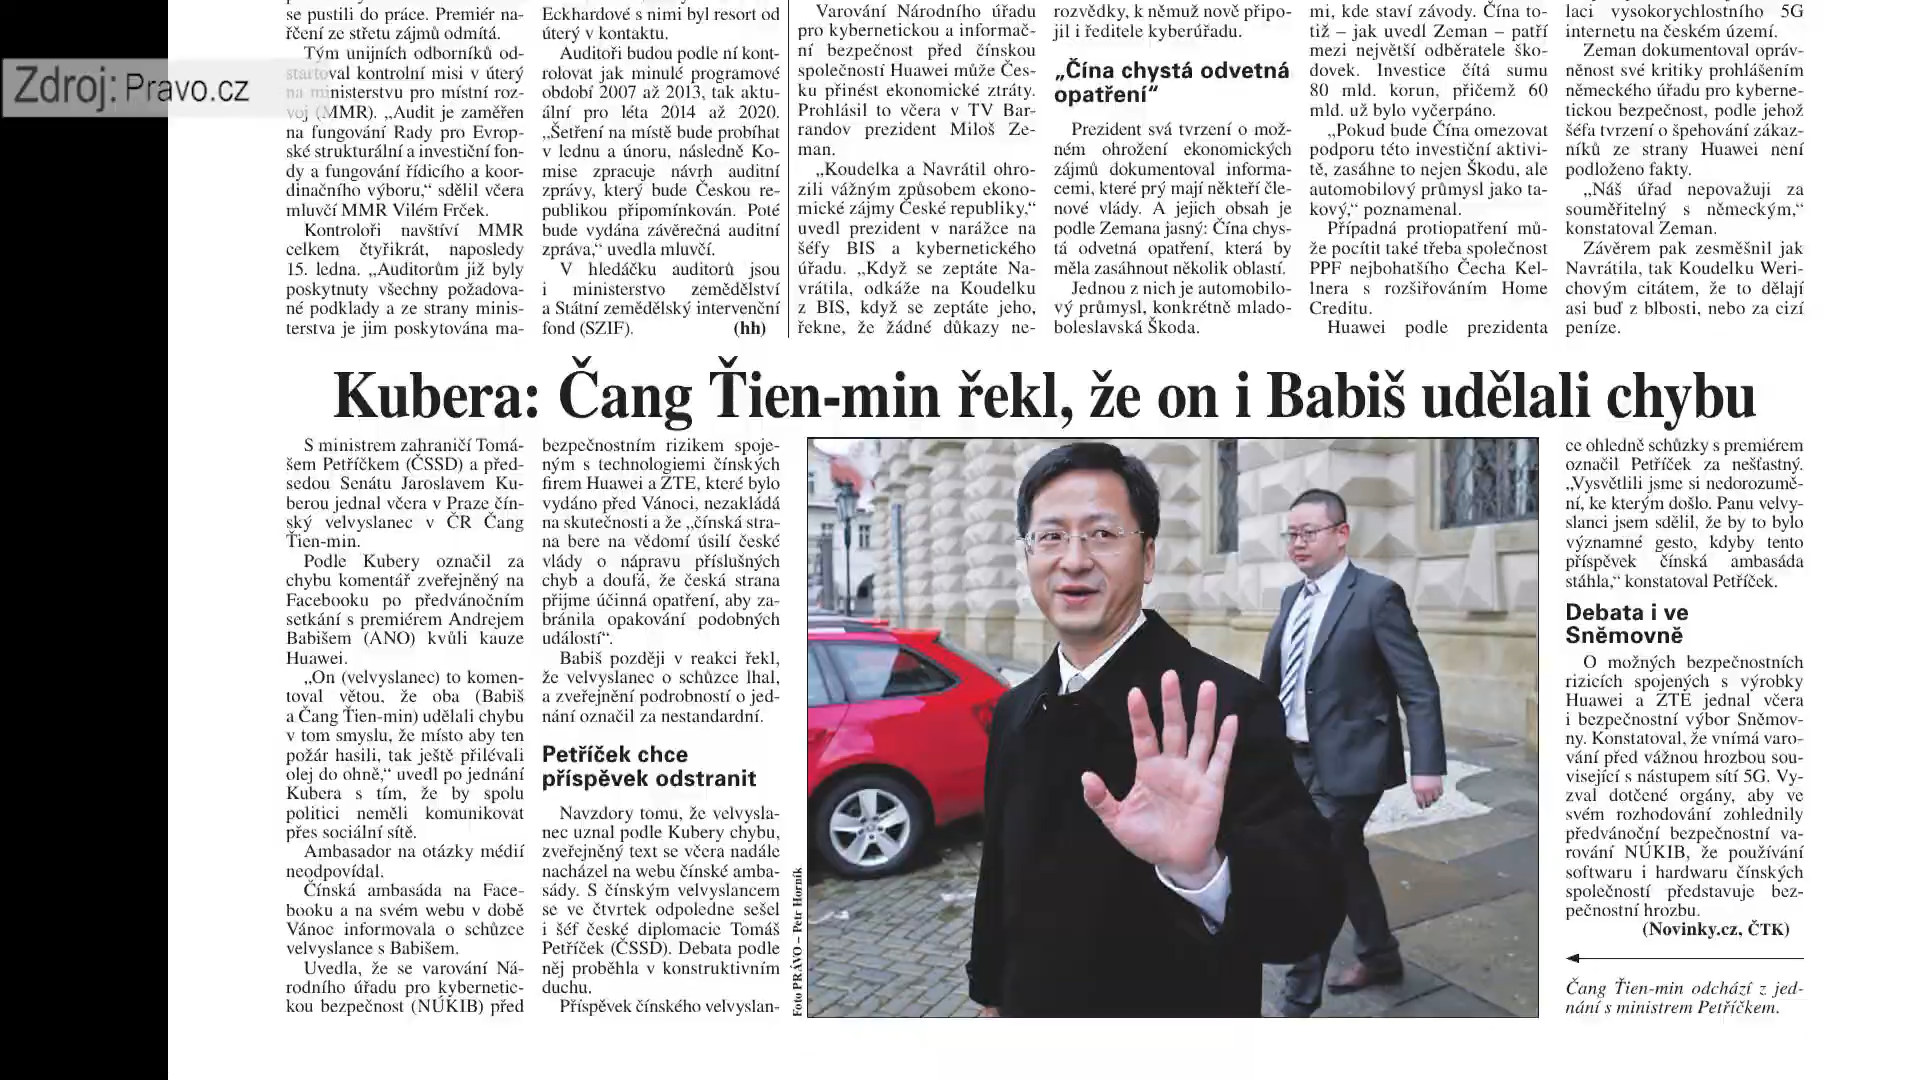 Zdroj: Pravo.cz
se pustili do práce. Premiér na-
řčení ze střetu zájmů odmítá.
Tým unijních odborníků od-
startoval kontrolní misi v úterý
na ministerstvu pro místní roz-
voj (MMR). „Audit je zaměřen
na fungování Rady pro Evrop-
ské strukturální a investiční fon-
dy a fungování řídicího a koor-
dinačního výboru,“ sdělil včera
mluvčí MMR Vilém Frček.
Kontroloři navštíví MMR
celkem čtyřikrát, naposledy
15. ledna. „Auditorům již byly
poskytnuty všechny požadova-
né podklady a ze strany minis-
terstva je jim poskytována ma-
Eckhardové s nimi byl resort od
úterý v kontaktu.
Auditoři budou podle ní kont-
rolovat jak minulé programové
období 2007 až 2013, tak aktu-
ální pro léta 2014 až 2020.
„Šetření na místě bude probíhat
v lednu a únoru, následně Ko-
mise zpracuje návrh auditní
zprávy, který bude Českou re-
publikou připomínkován. Poté
bude vydána závěrečná auditní
zpráva,“ uvedla mluvčí.
V hledáčku auditorů jsou
i ministerstvo zemědělství
a Státní zemědělský intervenční
fond (SZIF). (hh)
Varování Národního úřadu
pro kybernetickou a informač-
ní bezpečnost před čínskou
společností Huawei může Čes-
ku přinést ekonomické ztráty.
Prohlásil to včera v TV Bar-
randov prezident Miloš Ze-
man.
„Koudelka a Navrátil ohro-
zili vážným způsobem ekono-
mické zájmy České republiky,“
uvedl prezident v narážce na
šéfy BIS a kybernetického
úřadu. „Když se zeptáte Na-
vrátila, odkáže na Koudelku
z BIS, když se zeptáte jeho,
řekne, že žádné důkazy ne-
rozvědky, k němuž nově připo-
jil i ředitele kyberúřadu.
„Čína chystá odvetná
opatření“
Prezident svá tvrzení o mož-
ném ohrožení ekonomických
zájmů dokumentoval informa-
cemi, které prý mají někteří čle-
nové vlády. A jejich obsah je
podle Zemana jasný: Čína chys-
tá odvetná opatření, která by
měla zasáhnout několik oblastí.
Jednou z nich je automobilo-
vý průmysl, konkrétně mlado-
boleslavská Škoda.
mi, kde staví závody. Čína to-
tiž – jak uvedl Zeman – patří
mezi největší odběratele ško-
dovek. Investice čítá sumu
80 mld. korun, přičemž 60
mld. už bylo vyčerpáno.
„Pokud bude Čína omezovat
podporu této investiční aktivi-
tě, zasáhne to nejen Škodu, ale
automobilový průmysl jako ta-
kový,“ poznamenal.
Případná protiopatření mů-
že pocítit také třeba společnost
PPF nejbohatšího Čecha Kel-
lnera s rozšiřováním Home
Creditu.
Huawei podle prezidenta
laci vysokorychlostního 5G
internetu na českém území.
Zeman dokumentoval opráv-
něnost své kritiky prohlášením
německého úřadu pro kyberne-
tickou bezpečnost, podle jehož
šéfa tvrzení o špehování zákaz-
níků ze strany Huawei není
podloženo fakty.
„Náš úřad nepovažuji za
souměřitelný s německým,“
konstatoval Zeman.
Závěrem pak zesměšnil jak
Navrátila, tak Koudelku Weri-
chovým citátem, že to dělají
asi buď z blbosti, nebo za cizí
peníze.
Kubera: Čang Ťien-min řekl, že on i Babiš udělali chybu
S ministrem zahraničí Tomá-
šem Petříčkem (ČSSD) a před-
sedou Senátu Jaroslavem Ku-
berou jednal včera v Praze čín-
ský velvyslanec v ČR Čang
Ťien-min.
Podle Kubery označil za
chybu komentář zveřejněný na
Facebooku po předvánočním
setkání s premiérem Andrejem
Babišem (ANO) kvůli kauze
Huawei.
„On (velvyslanec) to komen-
toval větou, že oba (Babiš
a Čang Ťien-min) udělali chybu
v tom smyslu, že místo aby ten
požár hasili, tak ještě přilévali
olej do ohně,“ uvedl po jednání
Kubera s tím, že by spolu
politici neměli komunikovat
přes sociální sítě.
Ambasador na otázky médií
neodpovídal.
Čínská ambasáda na Face-
booku a na svém webu v době
Vánoc informovala o schůzce
velvyslance s Babišem.
Uvedla, že se varování Ná-
rodního úřadu pro kybernetic-
kou bezpečnost (NÚKIB) před
bezpečnostním rizikem spoje-
ným s technologiemi čínských
firem Huawei a ZTE, které bylo
vydáno před Vánoci, nezakládá
na skutečnosti a že „čínská stra-
na bere na vědomí úsilí české
vlády o nápravu příslušných
chyb a doufá, že česká strana
přijme účinná opatření, aby za-
bránila opakování podobných
událostí“.
Babiš později v reakci řekl,
že velvyslanec o schůzce lhal,
a zveřejnění podrobností o jed-
nání označil za nestandardní.
Petříček chce
příspěvek odstranit
Navzdory tomu, že velvysla-
nec uznal podle Kubery chybu,
zveřejněný text se včera nadále
nacházel na webu čínské amba-
sády. S čínským velvyslancem
se ve čtvrtek odpoledne sešel
i šéf české diplomacie Tomáš
Petříček (ČSSD). Debata podle
něj proběhla v konstruktivním
duchu.
Příspěvek čínského velvyslan-
Foto PRÁVO – Petr Horník
ce ohledně schůzky s premiérem
označil Petříček za nešťastný.
„Vysvětlili jsme si nedorozumě-
ní, ke kterým došlo. Panu velvy-
slanci jsem sdělil, že by to bylo
významné gesto, kdyby tento
příspěvek čínská ambasáda
stáhla,“ konstatoval Petříček.
Debata i ve
Sněmovně
O možných bezpečnostních
rizicích spojených s výrobky
Huawei a ZTE jednal včera
i bezpečnostní výbor Sněmov-
ny. Konstatoval, že vnímá varo-
vání před vážnou hrozbou sou-
visející s nástupem sítí 5G. Vy-
zval dotčené orgány, aby ve
svém rozhodování zohlednily
předvánoční bezpečnostní va-
rování NÚKIB, že používání
softwaru i hardwaru čínských
společností představuje bez-
pečnostní hrozbu.
(Novinky.cz, ČTK)
Čang Ťien-min odchází z jed-
nání s ministrem Petříčkem.